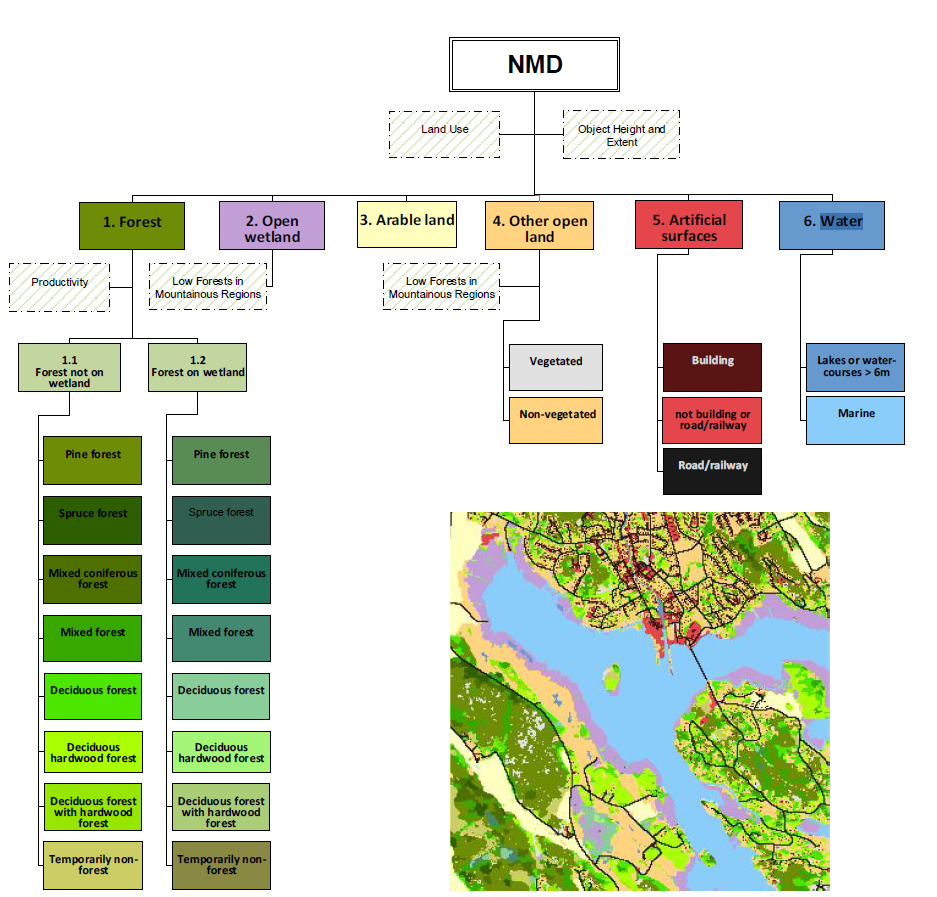 NMD
Land Use
Object Height and
Extent
1. Forest
2. Open
wetland
3. Arable land
4. Other open
land
5. Artificial
surfaces
6. Water
Productivity
Low Forests in
Mountainous Regions
Low Forests in
Mountainous Regions
1.1
Forest not on
wetland
1.2
Forest on wetland
Vegetated
Non-vegetated
Building
not building or
road/railway
Road/railway
Lakes or water-
courses > 6m
Marine
Pine forest
Spruce forest
Mixed coniferous
forest
Mixed forest
Deciduous forest
Deciduous
hardwood forest
Deciduous forest
with hardwood
forest
Temporarily non-
forest
Pine forest
Spruce forest
Mixed coniferous
forest
Mixed forest
Deciduous forest
Deciduous
hardwood forest
Deciduous forest
with hardwood
forest
Temporarily non-
forest